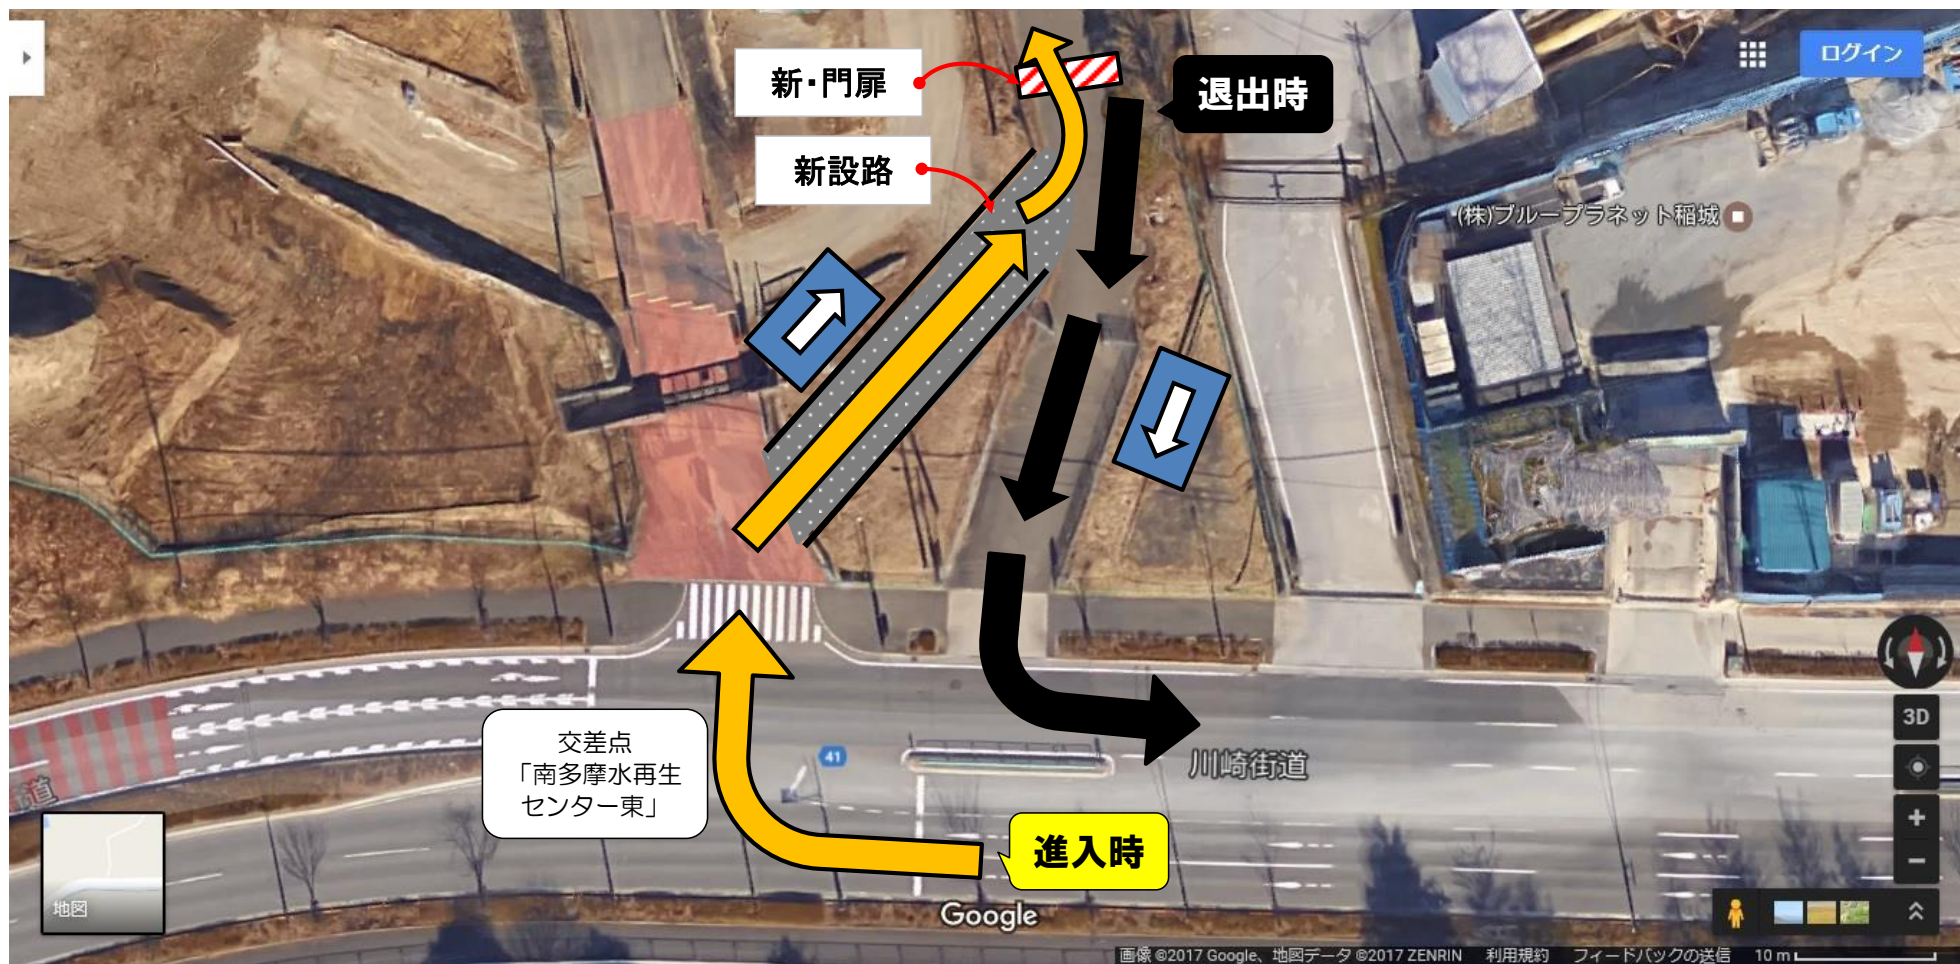 新・門扉
新設路
退出時
ログイン
(株)ブループラネット稲城
交差点
「南多摩水再生
センター東」
41
川崎街道
道
進入時
3D
地図
Google
画像 ©2017 Google、地図データ ©2017 ZENRIN 利用規約 フィードバックの送信 10 m